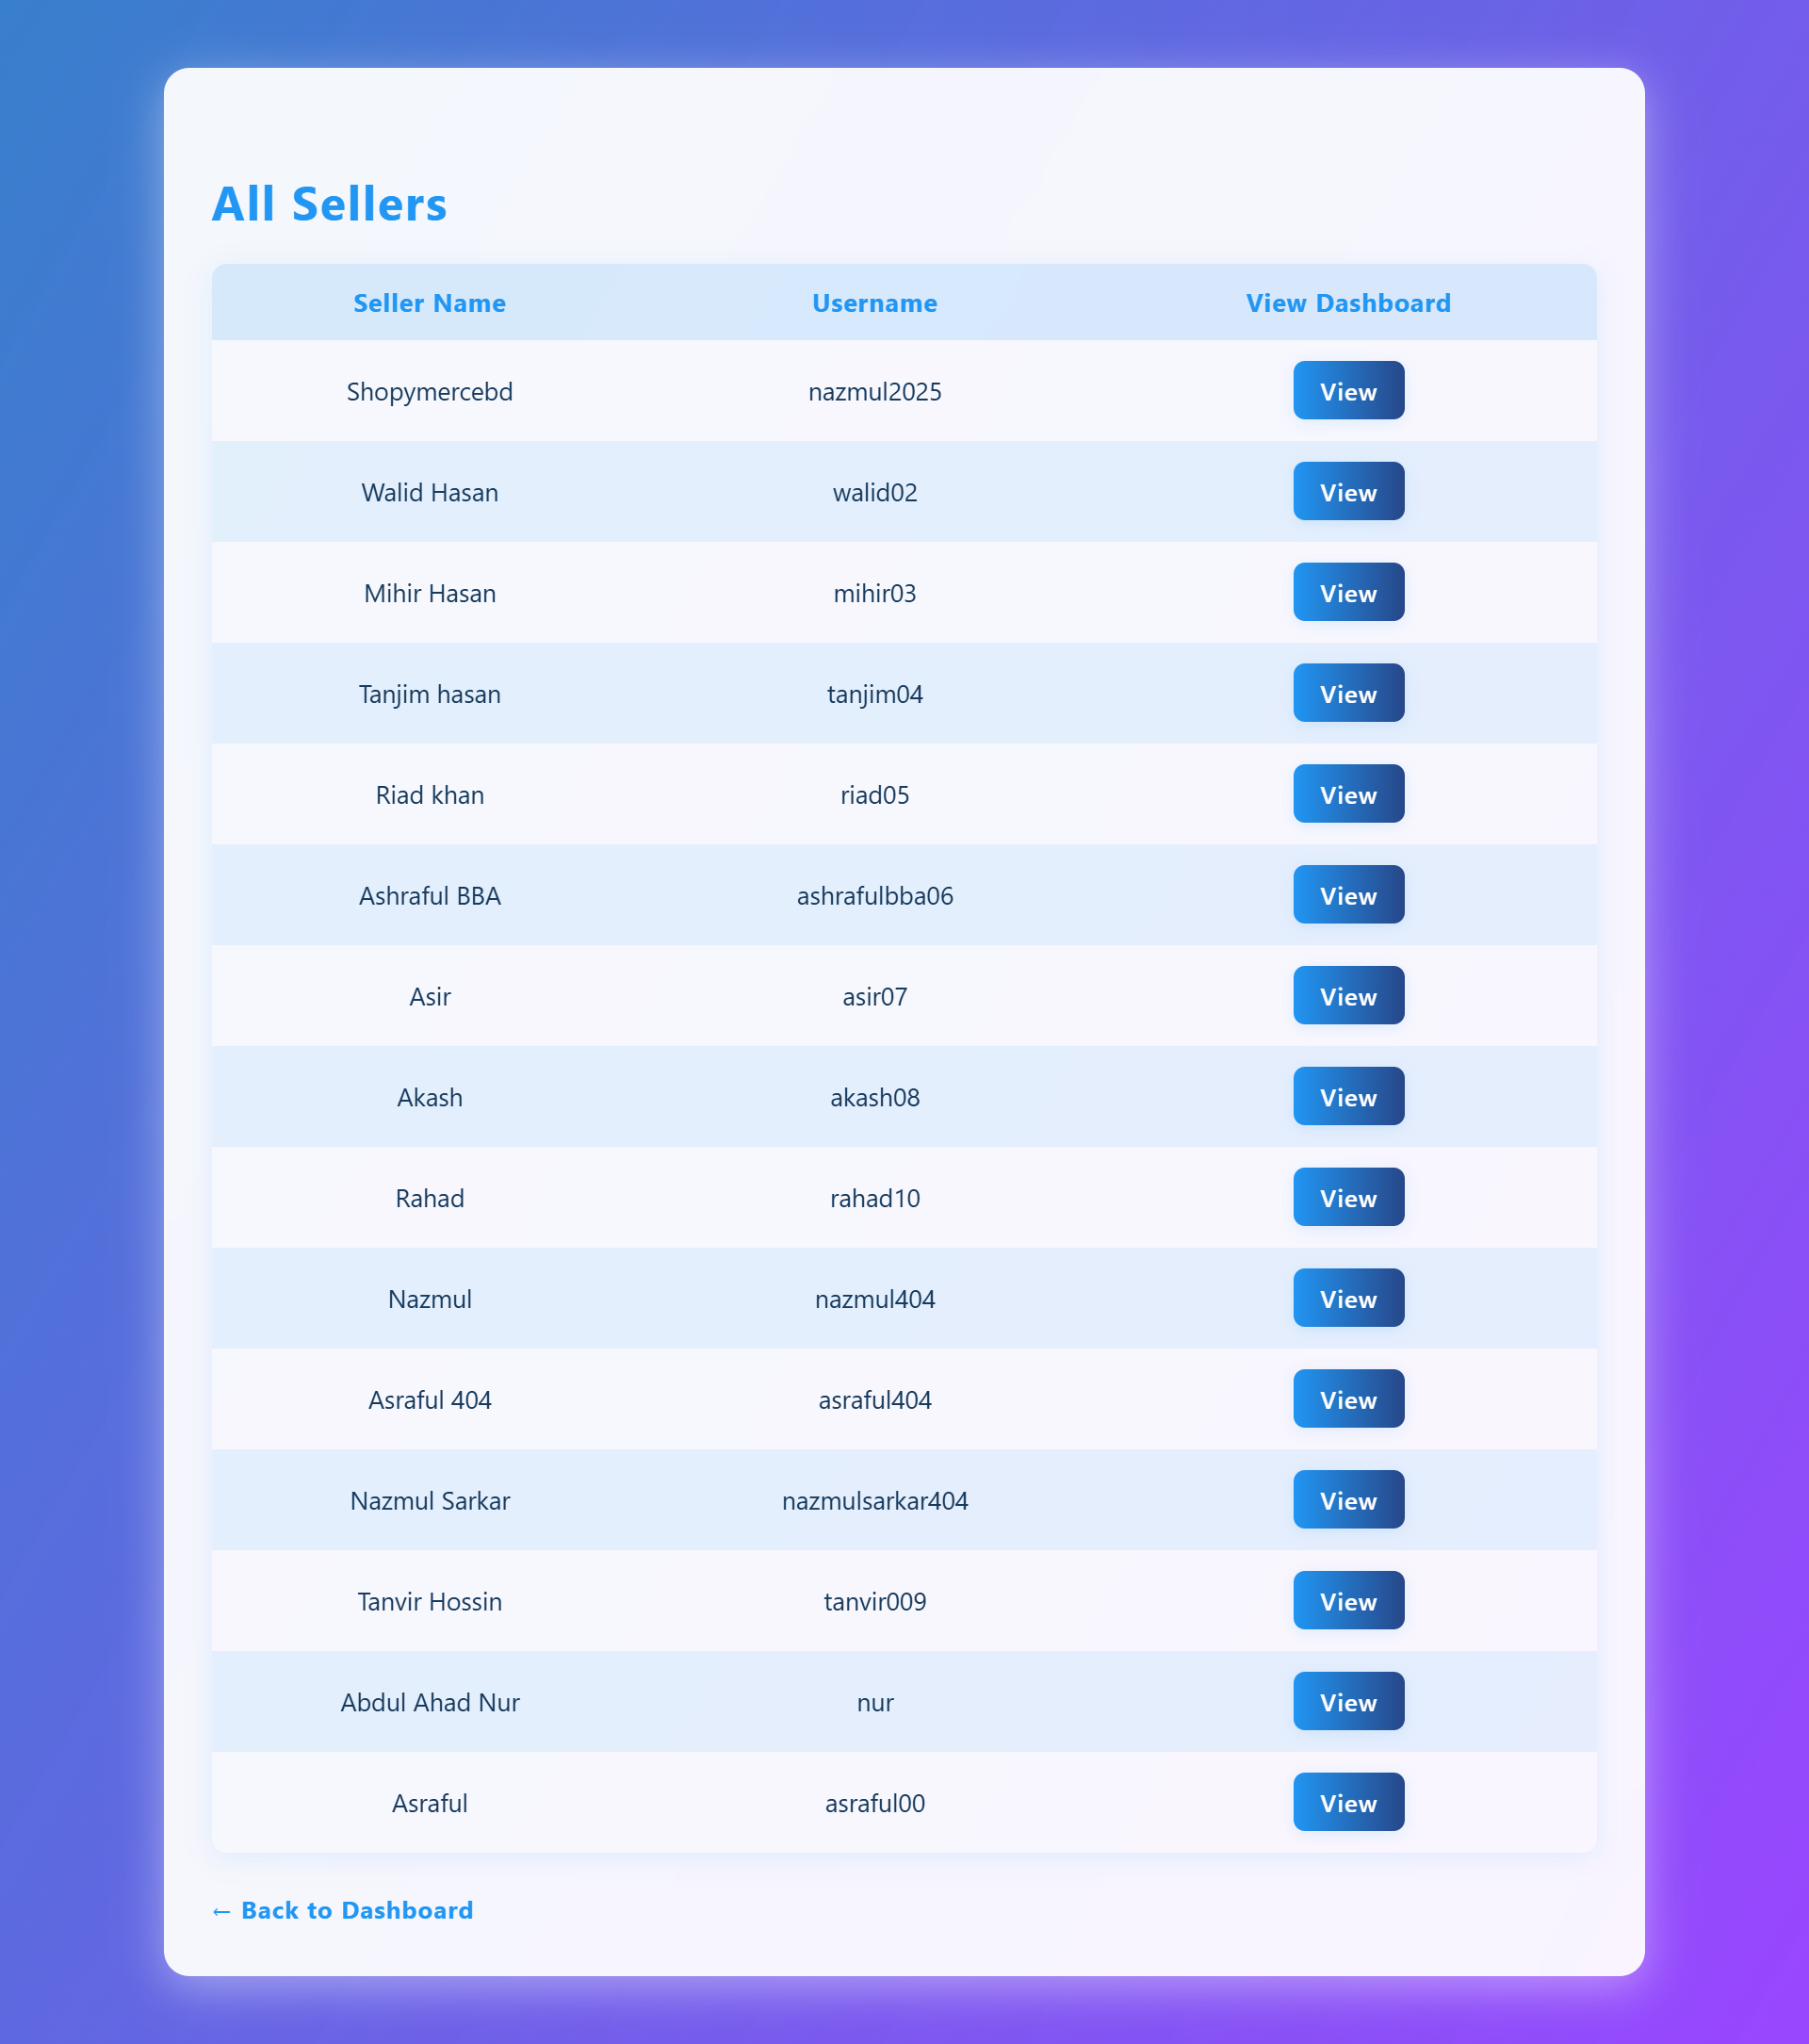 All Sellers
Seller Name Username View Dashboard
Shopymercebd nazmul2025 View
Walid Hasan walid02 View
Mihir Hasan mihir03 View
Tanjim hasan tanjim04 View
Riad khan riad05 View
Ashraful BBA ashrafulbba06 View
Asir asir07 View
Akash akash08 View
Rahad rahad10 View
Nazmul nazmul404 View
Asraful 404 asraful404 View
Nazmul Sarkar nazmulsarkar404 View
Tanvir Hossin tanvir009 View
Abdul Ahad Nur nur View
Asraful asraful00 View
← Back to Dashboard